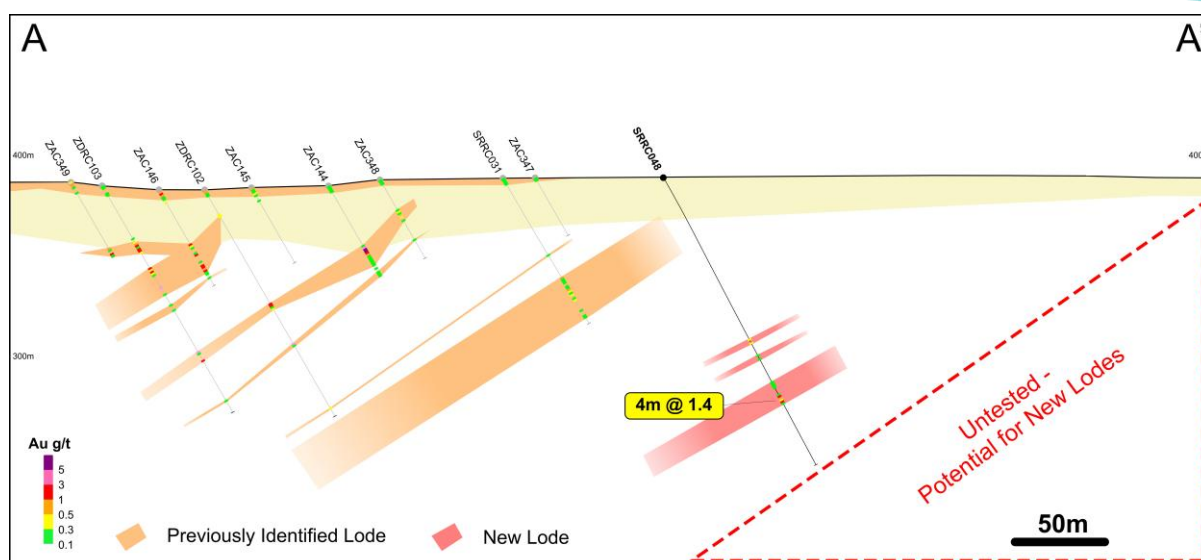 A
A'
400m
400
ZAC349
ZDRC103
ZAC146
ZDRC102
ZAC145
ZAC144
ZAC348
SRRC031
ZAC347
SRRC048
300m
4m @ 1.4
Untested -
Potential for New Lodes
Au g/t
5
3
1
0.5
0.3
0.1
Previously Identified Lode
New Lode
50m